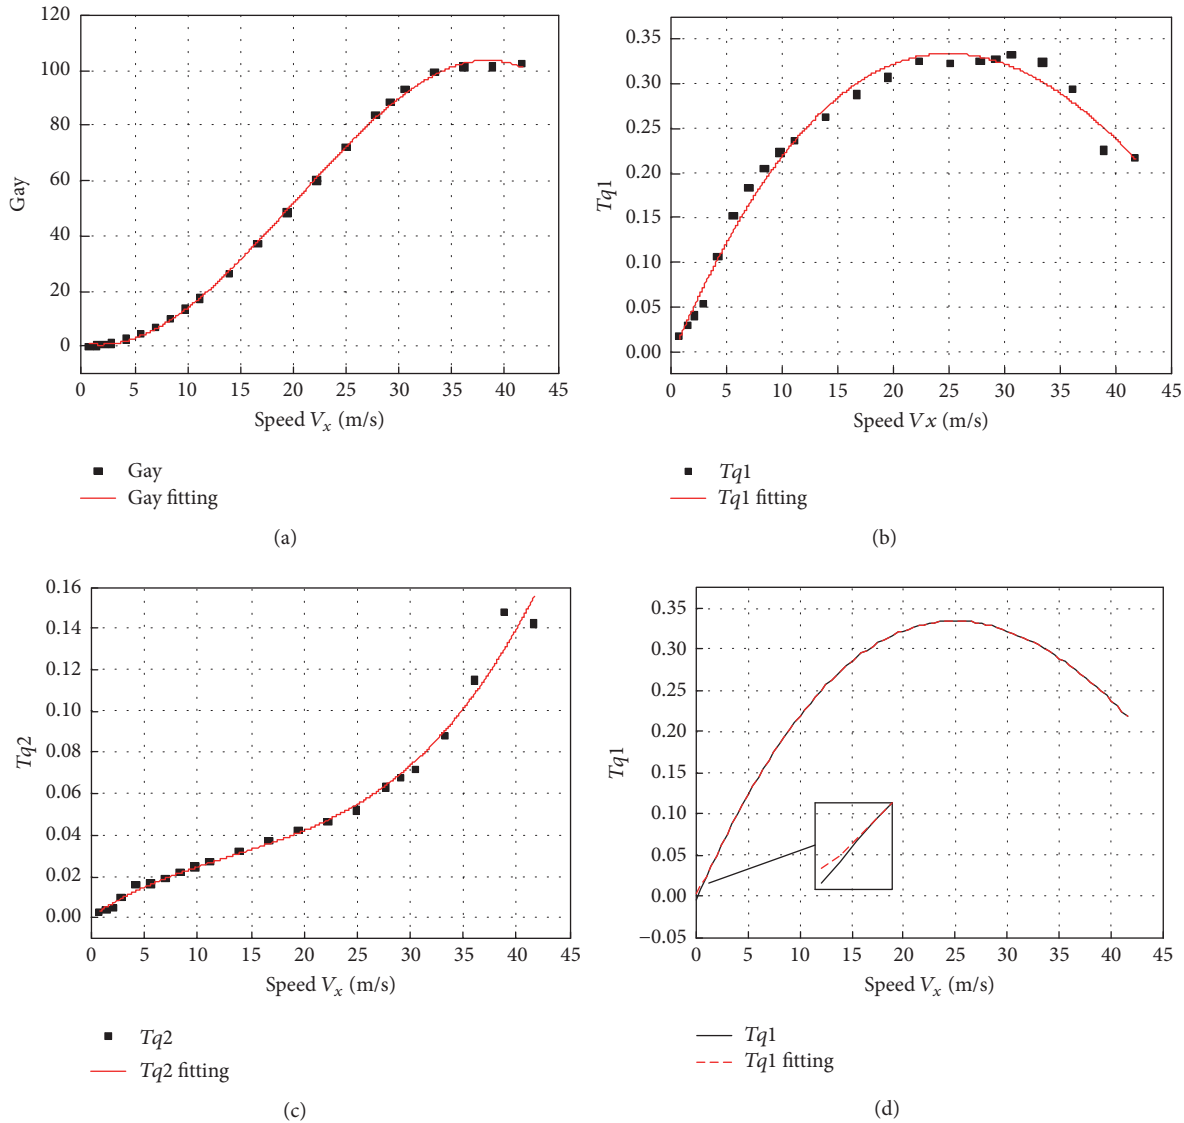 120
100
80
60
40
20
0
Gay
0 5 10 15 20 25 30 35 40 45
Speed Vx (m/s)
Gay
Gay fitting
(a)
0.35
0.30
0.25
0.20
0.15
0.10
0.05
0.00
Tq1
0 5 10 15 20 25 30 35 40 45
Speed Vx (m/s)
Tq1
Tq1 fitting
(b)
0.16
0.14
0.12
0.10
0.08
0.06
0.04
0.02
0.00
Tq2
0 5 10 15 20 25 30 35 40 45
Speed Vx (m/s)
Tq2
Tq2 fitting
(c)
0.35
0.30
0.25
0.20
0.15
0.10
0.05
0.00
−0.05
Tq1
0 5 10 15 20 25 30 35 40 45
Speed Vx (m/s)
Tq1
Tq1 fitting
(d)